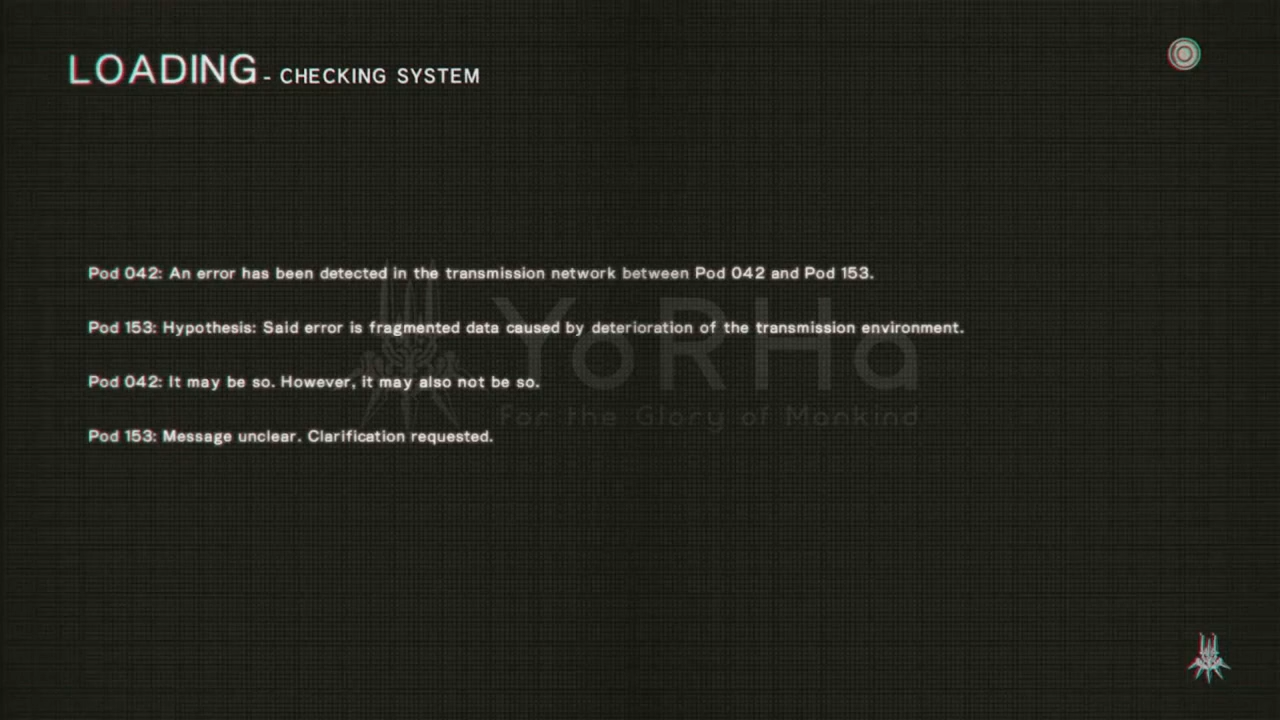 LOADING - CHECKING SYSTEM
Pod 042: An error has been detected in the transmission network between Pod 042 and Pod 153.
Pod 153: Hypothesis: Said error is fragmented data caused by deterioration of the transmission environment.
YoRHa
Pod 042: It may be so. However, it may also not be so.
For the Glory of Mankind
Pod 153: Message unclear. Clarification requested.